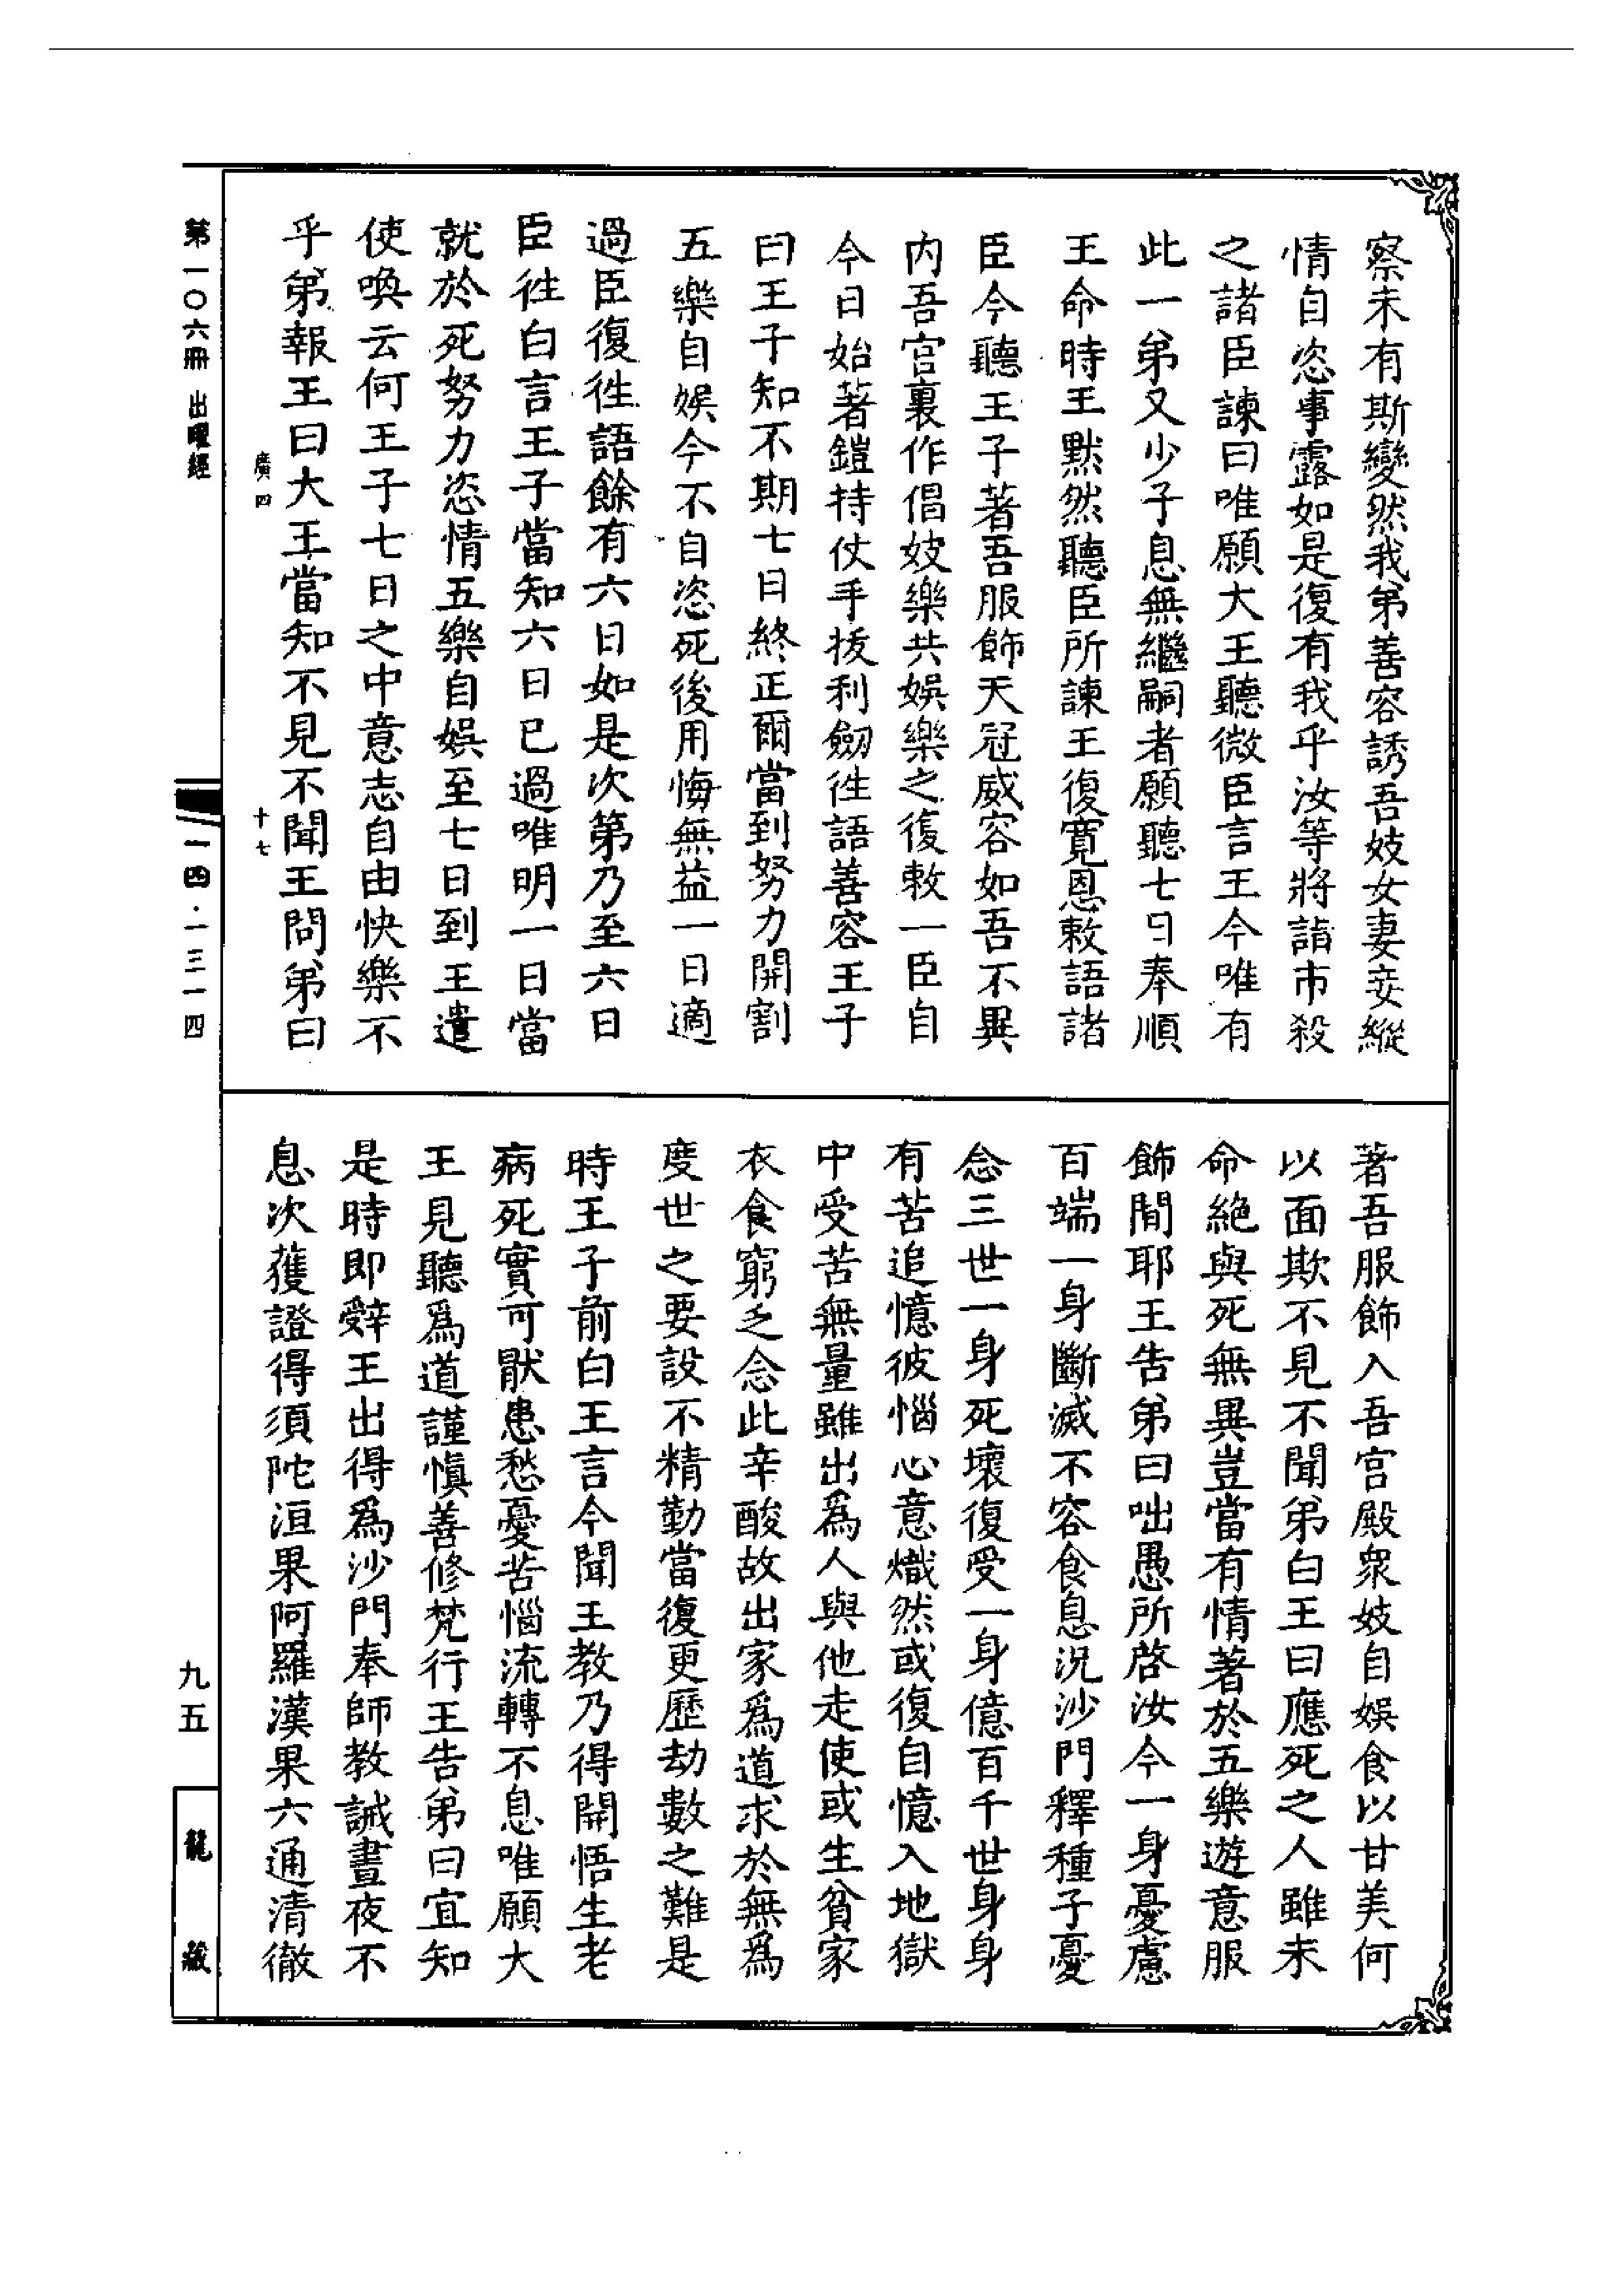 察未有斯變然我弟善容誘吾妓女妻妾縱
情自恣事露如是復有我乎汝等將詣市殺
之諸臣諫曰唯願大王聽微臣言王今唯有
此一弟又少子息無繼嗣者願聽七日奉順
王命時王黙然聽臣所諫王復寛恩敕語諸
臣今聽王子著吾服飾天冠威容如吾不異
内吾宫裏作倡妓樂共娱樂之復敕一臣自
今日始著鎧持仗手拔利劒徃語善容王子
曰王子知不期七日終正爾當到努力開割
五樂自娱今不自恣死後用悔無益一日適
過臣復徃語餘有六日如是次第乃至六日
臣徃白言王子當知六日已過唯明一日當
就於死努力恣情五樂自娱至七日到王遣
使喚云何王子七日之中意志自由快樂不
乎弟報王曰大王當知不見不聞王問弟曰
著吾服飾入吾宫殿衆妓自娱食以甘美何
以面欺不見不聞弟白王曰應死之人雖未
命絶與死無異豈當有情著於五樂遊意服
飾間耶王告弟曰咄愚所啓汝今一身憂慮
百端一身斷滅不容食息況沙門釋種子憂
念三世一身死壞復受一身億百千世身身
有苦追憶彼惱心意熾然或復自憶入地獄
中受苦無量雖出爲人與他走使或生貧家
衣食窮乏念此辛酸故出家爲道求於無爲
度世之要設不精勤當復更歷劫數之難是
時王子前白王言今聞王教乃得開悟生老
病死實可猒患愁憂苦惱流轉不息唯願大
王見聽爲道謹慎善修梵行王告弟曰宜知
是時即辭王出得爲沙門奉師教誡晝夜不
息次獲證得須陀洹果阿羅漢果六通清徹
廣四
十七
第一〇六冊 出曜經
一四·一三一四
九五
龍藏